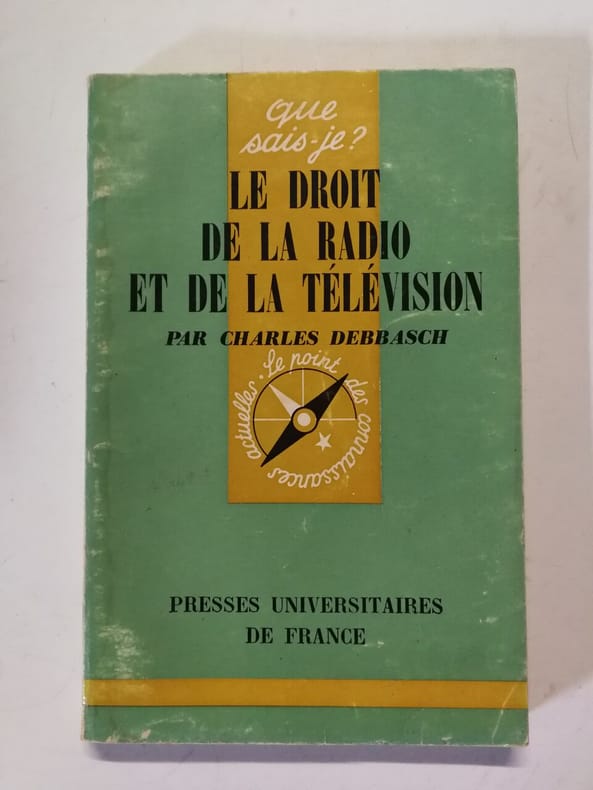 que
sais-je?
LE DROIT
DE LA RADIO
ET DE LA TÉLÉVISION
PAR CHARLES DEBBASCH
Le point des connaissances actuelles.
PRESSES UNIVERSITAIRES
DE FRANCE